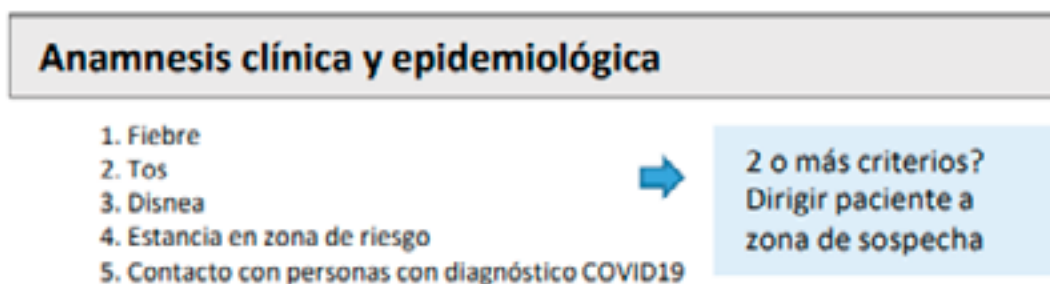 Anamnesis clínica y epidemiológica
1. Fiebre
2. Tos
3. Disnea
4. Estancia en zona de riesgo
5. Contacto con personas con diagnóstico COVID19
2 o más criterios?
Dirigir paciente a
zona de sospecha